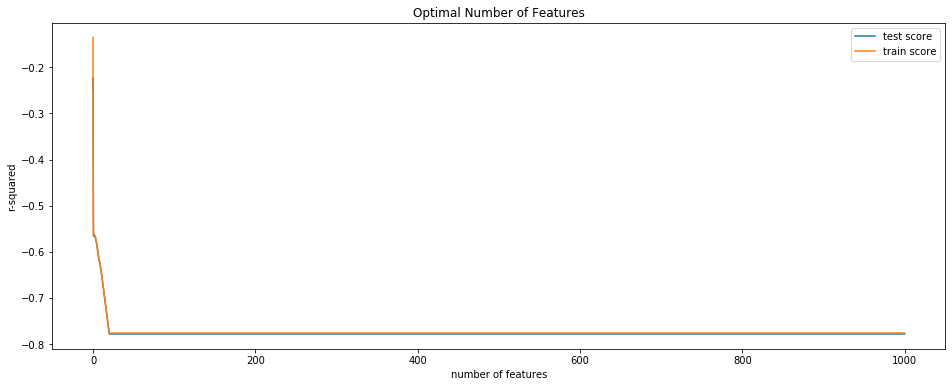 Optimal Number of Features
test score
train score
−0.2
−0.3
−0.4
−0.5
−0.6
−0.7
−0.8
r-squared
0
200
400
600
800
1000
number of features